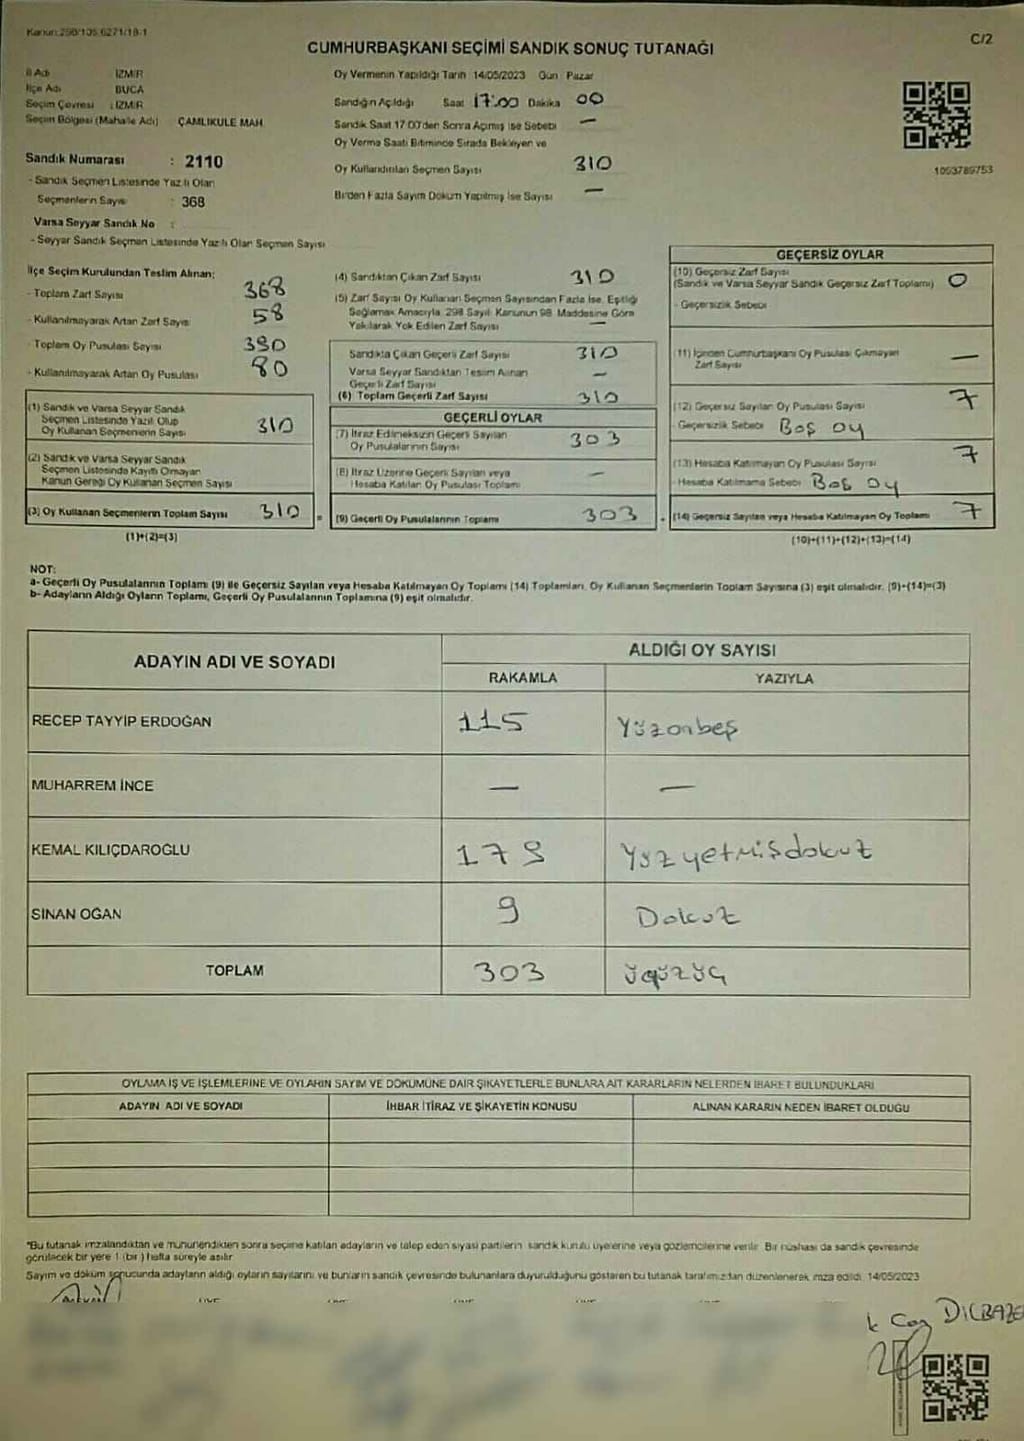 Kanun:298/105,6271/18-1
C/2
CUMHURBAŞKANI SEÇİMİ SANDIK SONUÇ TUTANAĞI
İl Adı : İZMİR
İlçe Adı : BUCA
Seçim Çevresi : İZMİR
Seçim Bölgesi (Mahalle Adı) ÇAMLIKULE MAH.
Sandık Numarası : 2110
- Sandık Seçmen Listesinde Yazılı Olan
Seçmenlerin Sayısı : 368
Varsa Seyyar Sandık No :
- Seyyar Sandık Seçmen Listesinde Yazılı Olan Seçmen Sayısı
Oy Vermenin Yapıldığı Tarih 14/05/2023 Gün Pazar
Sandığın Açıldığı Saat 17:00 Dakika 00
Sandık Saat 17.00'den Sonra Açılmış İse Sebebi —
Oy Verme Saati Bitiminde Sırada Bekleyen ve
Oy Kullandırılan Seçmen Sayısı 310
Birden Fazla Sayım Döküm Yapılmış İse Sayısı —
1093789753
İlçe Seçim Kurulundan Teslim Alınan;
- Toplam Zarf Sayısı 368
- Kullanılmayarak Artan Zarf Sayısı 58
- Toplam Oy Pusulası Sayısı 390
- Kullanılmayarak Artan Oy Pusulası 80
(1) Sandık ve Varsa Seyyar Sandık
Seçmen Listesinde Yazılı Olup
Oy Kullanan Seçmenlerin Sayısı 310
(2) Sandık ve Varsa Seyyar Sandık
Seçmen Listesinde Kayıtlı Olmayan
Kanun Gereği Oy Kullanan Seçmen Sayısı
(3) Oy Kullanan Seçmenlerin Toplam Sayısı 310
(1)+(2)=(3)
(4) Sandıktan Çıkan Zarf Sayısı 310
(5) Zarf Sayısı Oy Kullanan Seçmen Sayısından Fazla İse, Eşitliği
Sağlamak Amacıyla, 298 Sayılı Kanunun 98. Maddesine Göre
Yakılarak Yok Edilen Zarf Sayısı —
Sandıkta Çıkan Geçerli Zarf Sayısı 310
Varsa Seyyar Sandıktan Teslim Alınan
Geçerli Zarf Sayısı —
(6) Toplam Geçerli Zarf Sayısı 310
GEÇERLİ OYLAR
(7) İtiraz Edilmeksizin Geçerli Sayılan
Oy Pusulalarının Sayısı 303
(8) İtiraz Üzerine Geçerli Sayılan veya
Hesaba Katılan Oy Pusulası Toplamı —
= (9) Geçerli Oy Pusulalarının Toplamı 303
GEÇERSİZ OYLAR
(10) Geçersiz Zarf Sayısı
(Sandık ve Varsa Seyyar Sandık Geçersiz Zarf Toplamı) 0
- Geçersizlik Sebebi
(11) İçinden Cumhurbaşkanı Oy Pusulası Çıkmayan
Zarf Sayısı —
(12) Geçersiz Sayılan Oy Pusulası Sayısı 7
- Geçersizlik Sebebi Boş oy
(13) Hesaba Katılmayan Oy Pusulası Sayısı 7
- Hesaba Katılmama Sebebi Boş oy
+ (14) Geçersiz Sayılan veya Hesaba Katılmayan Oy Toplamı 7
(10)+(11)+(12)+(13)=(14)
NOT:
a- Geçerli Oy Pusulalarının Toplamı (9) ile Geçersiz Sayılan veya Hesaba Katılmayan Oy Toplamı (14) Toplamları, Oy Kullanan Seçmenlerin Toplam Sayısına (3) eşit olmalıdır. (9)+(14)=(3)
b- Adayların Aldığı Oyların Toplamı, Geçerli Oy Pusulalarının Toplamına (9) eşit olmalıdır.
ADAYIN ADI VE SOYADI ALDIĞI OY SAYISI
RAKAMLA YAZIYLA
RECEP TAYYİP ERDOĞAN 115 Yüzonbeş
MUHARREM İNCE — —
KEMAL KILIÇDAROĞLU 179 Yüzyetmişdokuz
SİNAN OĞAN 9 Dokuz
TOPLAM 303 üçyüzüç
OYLAMA İŞ VE İŞLEMLERİNE VE OYLARIN SAYIM VE DÖKÜMÜNE DAİR ŞİKAYETLERLE BUNLARA AİT KARARLARIN NELERDEN İBARET BULUNDUKLARI
ADAYIN ADI VE SOYADI İHBAR İTİRAZ VE ŞİKAYETİN KONUSU ALINAN KARARIN NEDEN İBARET OLDUĞU
*Bu tutanak imzalandıktan ve mühürlendikten sonra seçime katılan adayların ve talep eden siyasi partilerin sandık kurulu üyelerine veya gözlemcilerine verilir. Bir nüshası da sandık çevresinde
görülecek bir yere 1 (bir) hafta süreyle asılır.
Sayım ve döküm sonucunda adayların aldığı oyların sayılarını ve bunların sandık çevresinde bulunanlara duyurulduğunu gösteren bu tutanak tarafımızdan düzenlenerek imza edildi. 14/05/2023